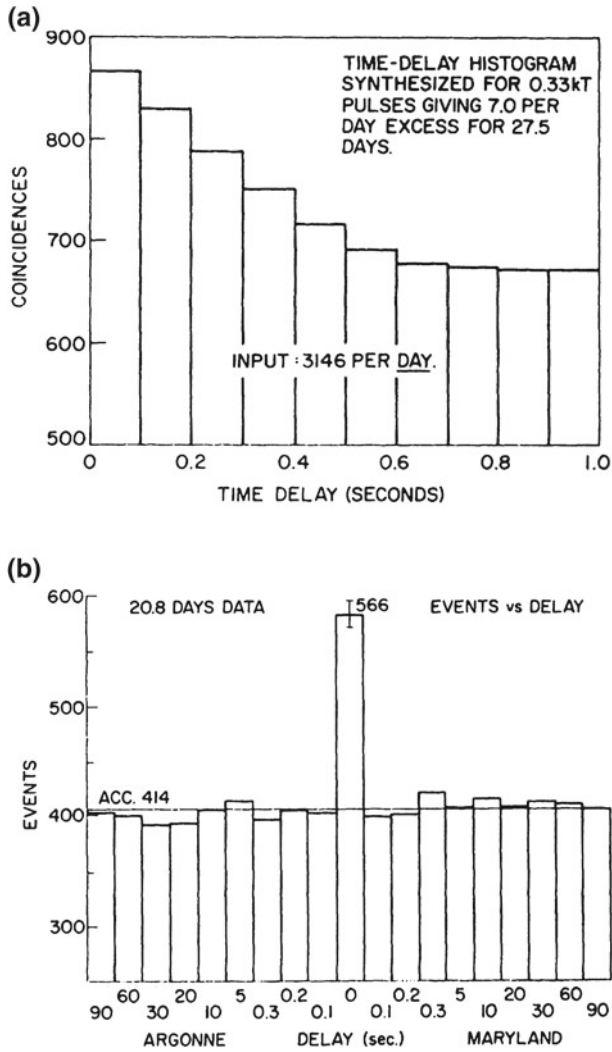 (a)
900
800
700
600
500
COINCIDENCES
TIME-DELAY HISTOGRAM
SYNTHESIZED FOR 0.33kT
PULSES GIVING 7.0 PER
DAY EXCESS FOR 27.5
DAYS.
INPUT : 3146 PER DAY.
0 0.2 0.4 0.6 0.8 1.0
TIME DELAY (SECONDS)
(b)
600
500
400
300
EVENTS
20.8 DAYS DATA
566
EVENTS vs DELAY
ACC. 414
60 20 5 0.2 0 0.2 5 20 60
90 30 10 0.3 0.1 0.1 0.3 10 30 90
ARGONNE DELAY (sec.) MARYLAND